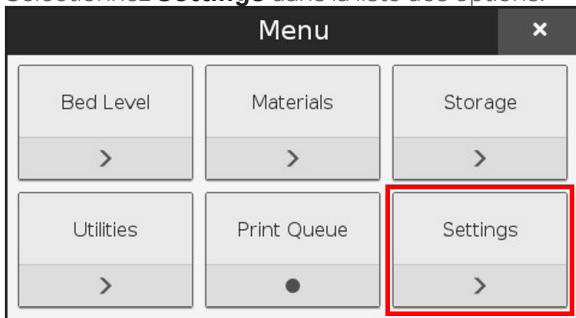 Sélectionnez Settings dans la liste des options.
Menu ×
Bed Level Materials Storage
> > >
Utilities Print Queue Settings
> ● >